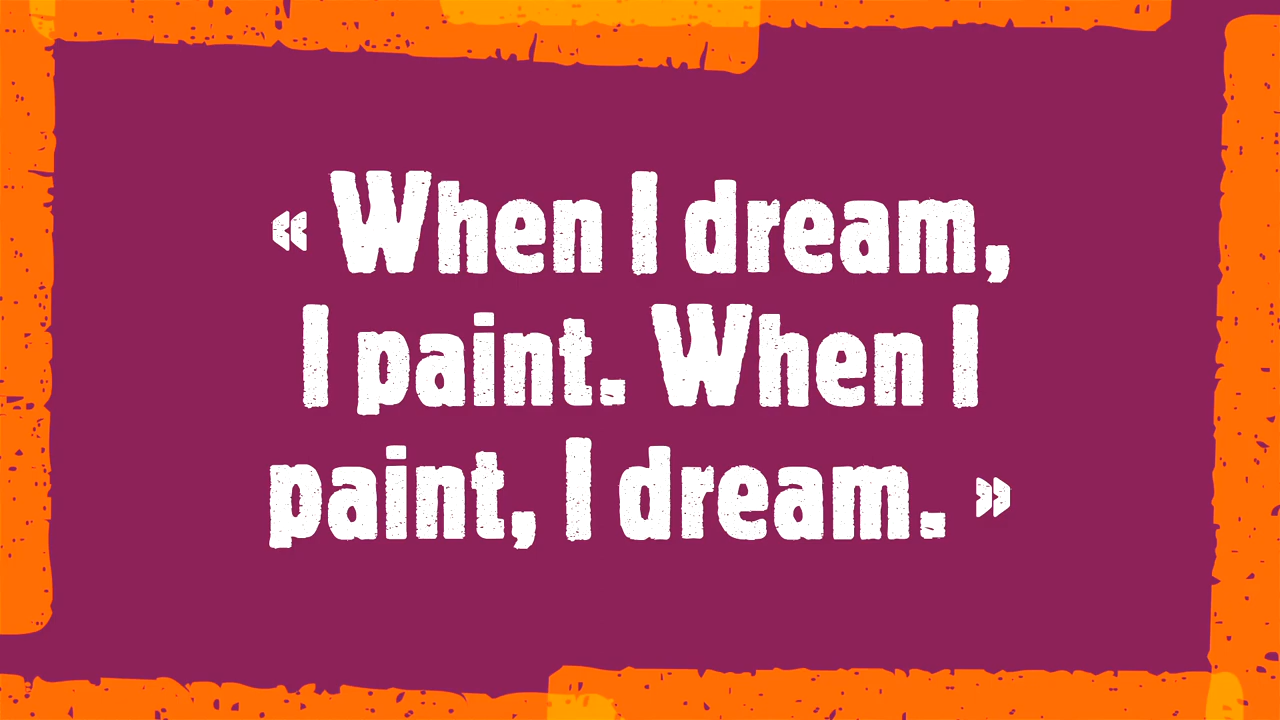 « When I dream,
I paint. When I
paint, I dream. »